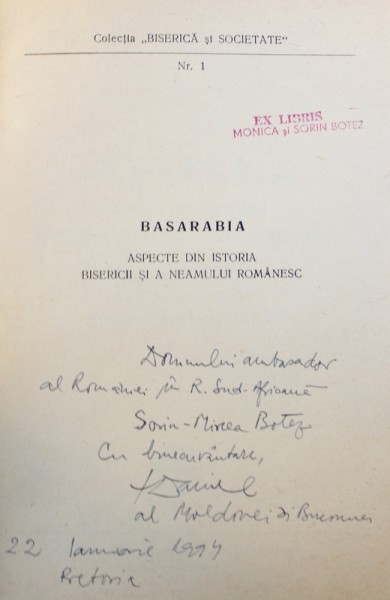 Colecția „BISERICĂ și SOCIETATE"
Nr. 1
EX LIBRIS
MONICA și SORIN BOTEZ
BASARABIA
ASPECTE DIN ISTORIA
BISERICII ȘI A NEAMULUI ROMÂNESC
Domnului ambasador
al României în R. Sud-Africană
Sorin-Mircea Botez
Cu binecuvântare,
†Daniel
al Moldovei și Bucovinei
22 Ianuarie 1994
Pretoria